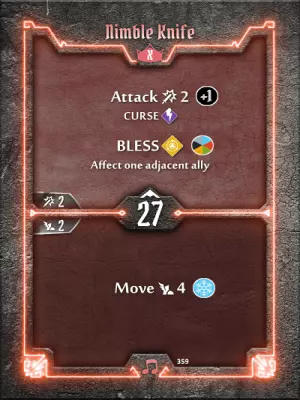 Nimble Knife
X
Attack 2 +1
CURSE
BLESS
Affect one adjacent ally
2
27
2
Move 4
359